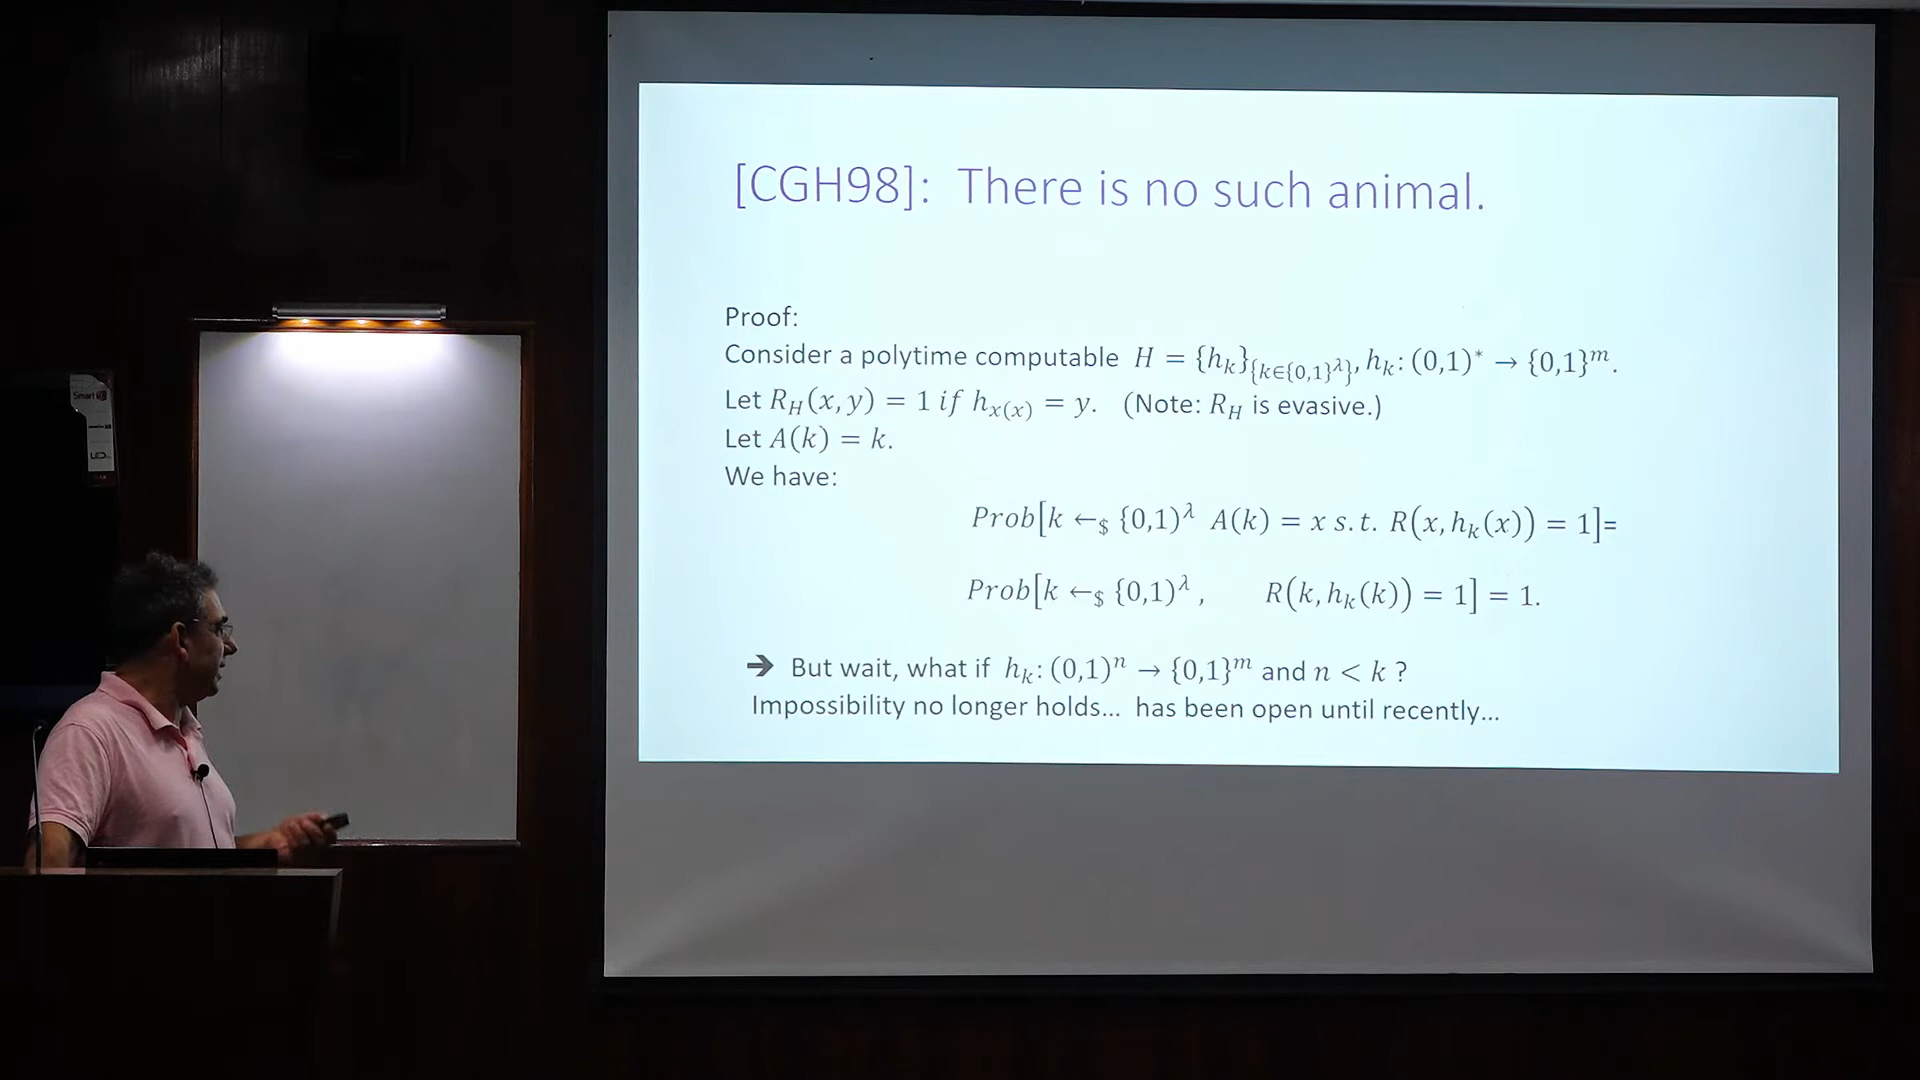 [CGH98]: There is no such animal.
Proof:
Consider a polytime computable H = {h_k}_{{k∈{0,1}^λ}}, h_k: (0,1)* → {0,1}^m.
Let R_H(x, y) = 1 if h_{x(x)} = y. (Note: R_H is evasive.)
Let A(k) = k.
We have:
Prob[k ←_$ {0,1)^λ A(k) = x s.t. R(x, h_k(x)) = 1]=
Prob[k ←_$ {0,1)^λ, R(k, h_k(k)) = 1] = 1.
➔ But wait, what if h_k: (0,1)^n → {0,1}^m and n < k ?
Impossibility no longer holds... has been open until recently...
Smart
LED